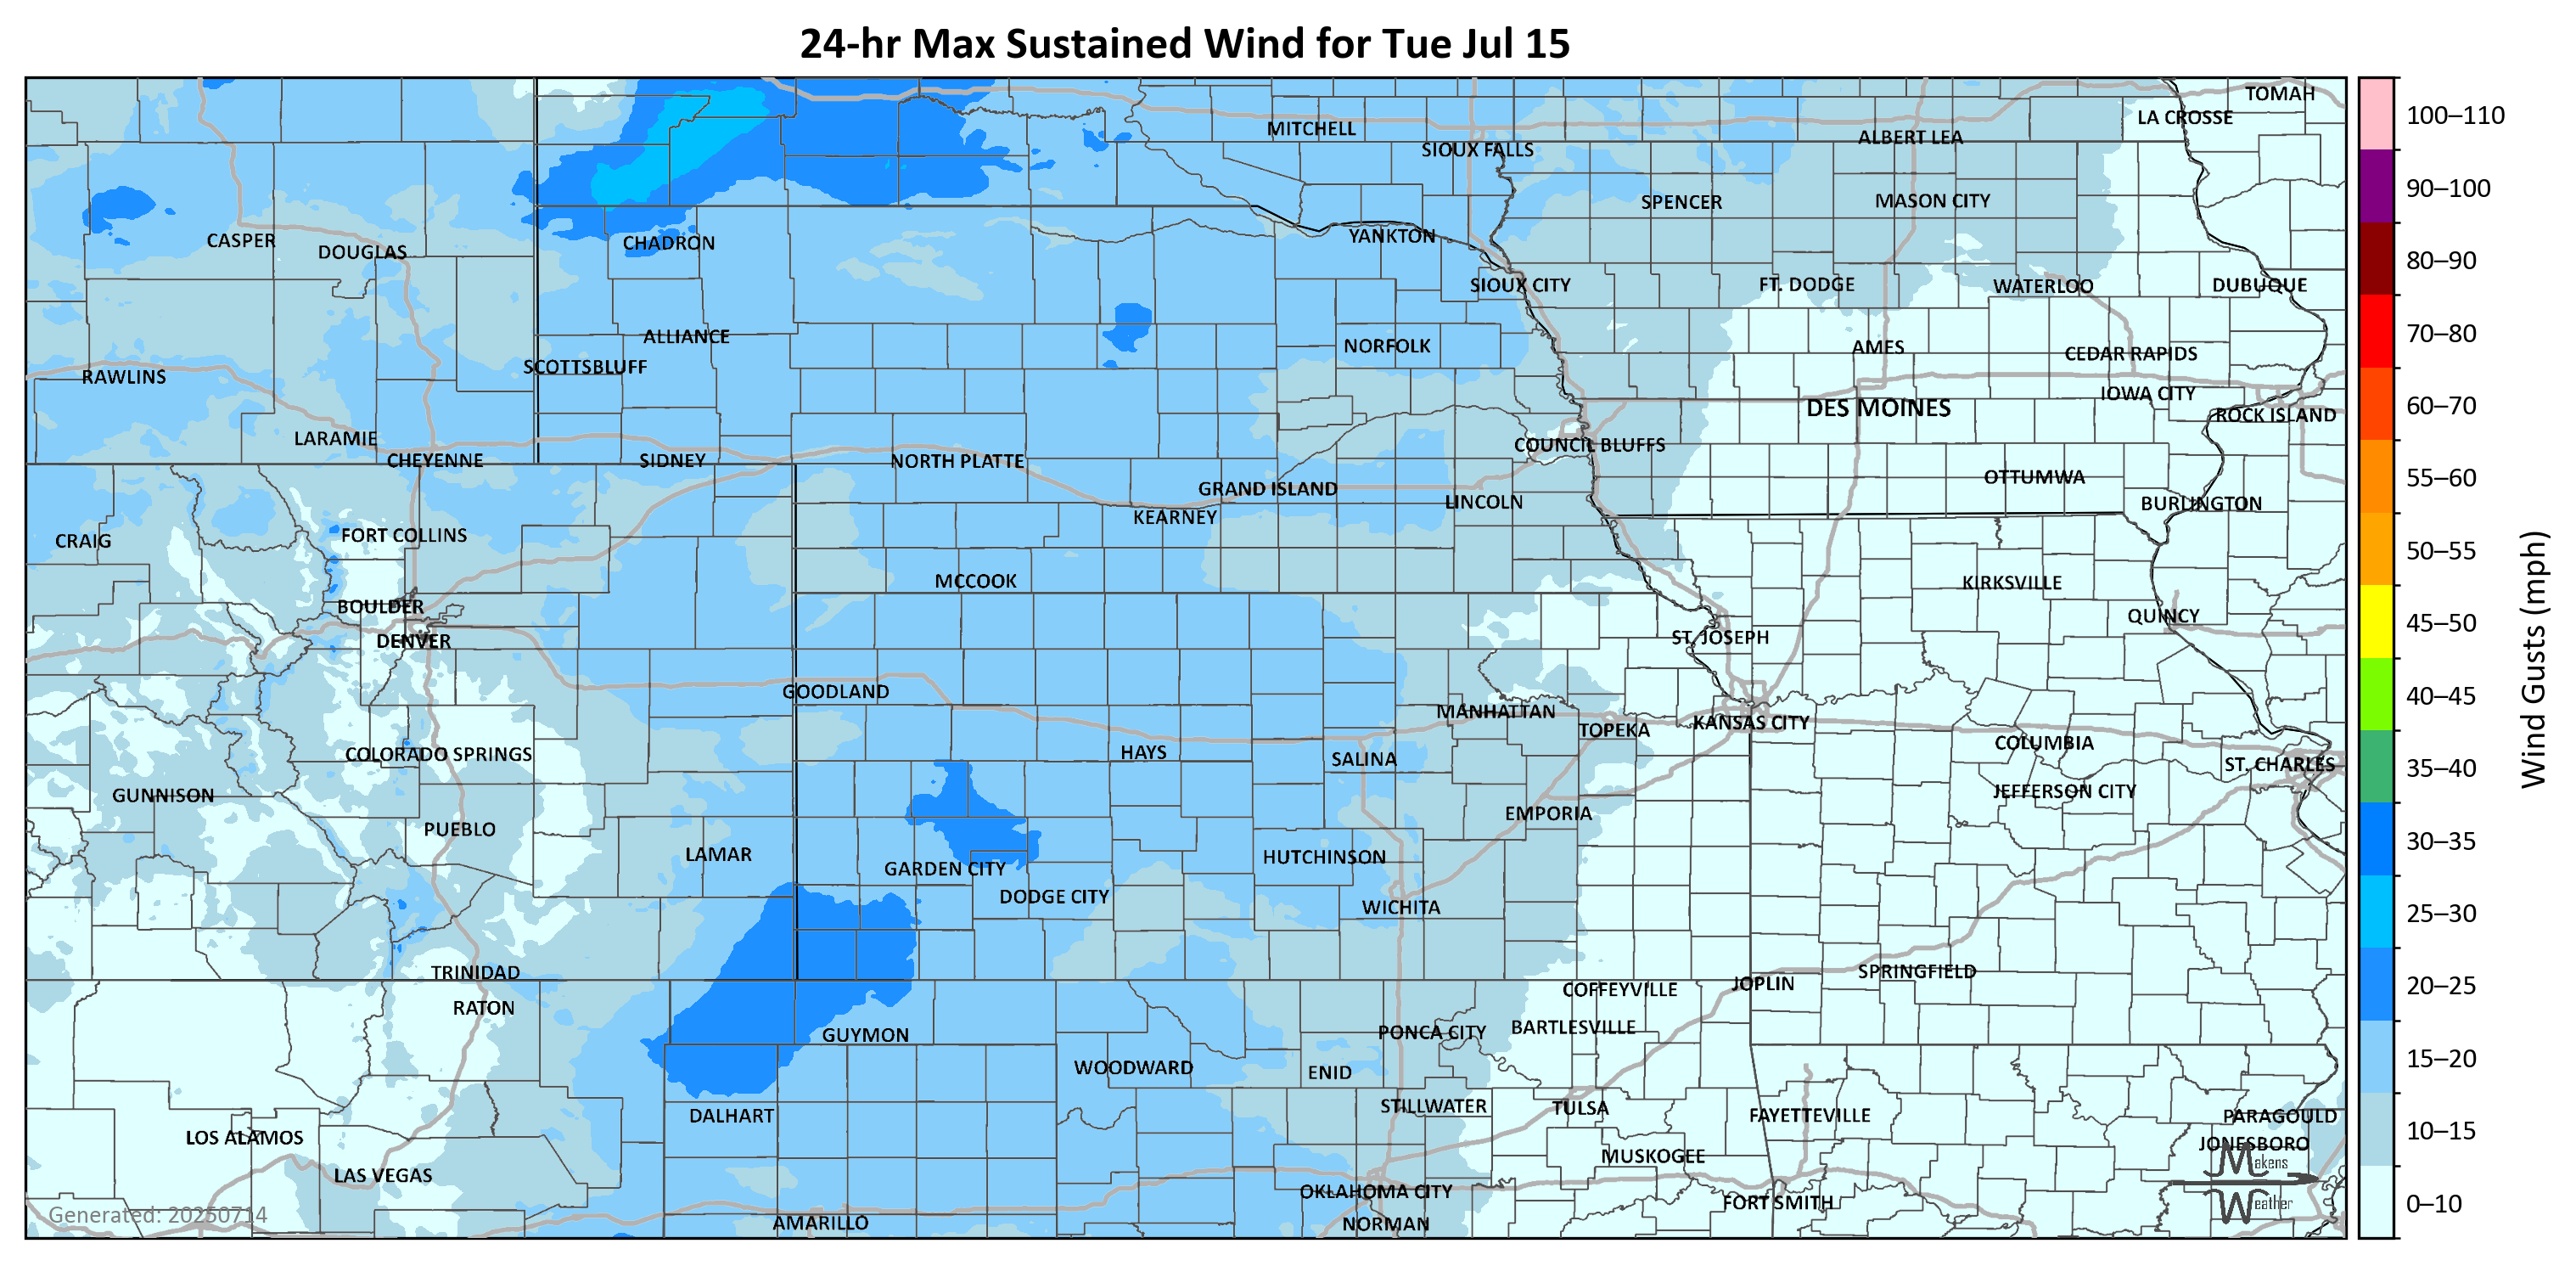 24-hr Max Sustained Wind for Tue Jul 15
TOMAH
LA CROSSE
MITCHELL
ALBERT LEA
SIOUX FALLS
SPENCER
MASON CITY
CASPER
DOUGLAS
CHADRON
YANKTON
SIOUX CITY
FT. DODGE
WATERLOO
DUBUQUE
ALLIANCE
NORFOLK
AMES
CEDAR RAPIDS
SCOTTSBLUFF
RAWLINS
IOWA CITY
DES MOINES
ROCK ISLAND
LARAMIE
COUNCIL BLUFFS
CHEYENNE
SIDNEY
NORTH PLATTE
OTTUMWA
GRAND ISLAND
LINCOLN
BURLINGTON
KEARNEY
FORT COLLINS
CRAIG
MCCOOK
KIRKSVILLE
BOULDER
QUINCY
DENVER
ST. JOSEPH
GOODLAND
MANHATTAN
TOPEKA
KANSAS CITY
COLUMBIA
COLORADO SPRINGS
HAYS
SALINA
ST. CHARLES
GUNNISON
JEFFERSON CITY
EMPORIA
PUEBLO
LAMAR
HUTCHINSON
GARDEN CITY
DODGE CITY
WICHITA
TRINIDAD
SPRINGFIELD
JOPLIN
COFFEYVILLE
RATON
GUYMON
PONCA CITY
BARTLESVILLE
WOODWARD
ENID
STILLWATER
TULSA
DALHART
FAYETTEVILLE
PARAGOULD
LOS ALAMOS
JONESBORO
MUSKOGEE
LAS VEGAS
OKLAHOMA CITY
FORT SMITH
AMARILLO
NORMAN
Generated: 20250714
Makens
Weather
100–110
90–100
80–90
70–80
60–70
55–60
50–55
45–50
40–45
35–40
30–35
25–30
20–25
15–20
10–15
0–10
Wind Gusts (mph)